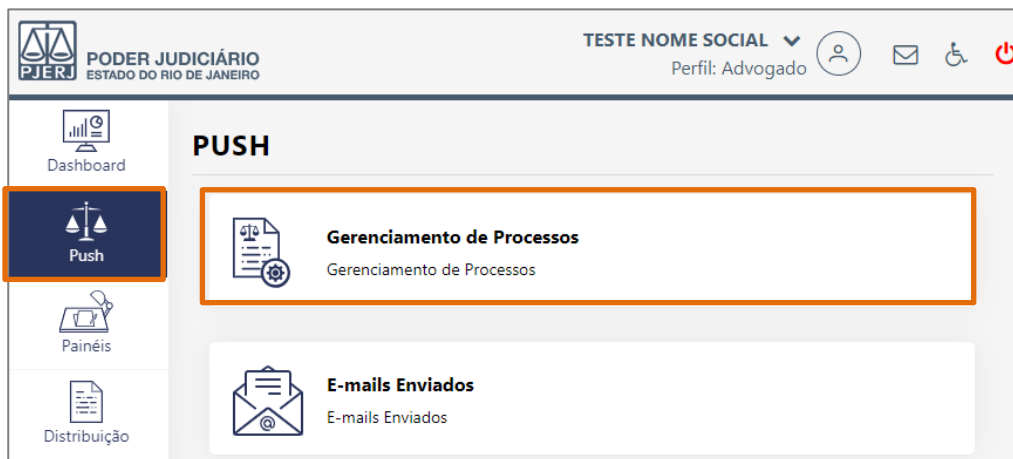 PJERJ
PODER JUDICIÁRIO
ESTADO DO RIO DE JANEIRO
TESTE NOME SOCIAL
Perfil: Advogado
Dashboard
Push
Painéis
Distribuição
PUSH
Gerenciamento de Processos
Gerenciamento de Processos
E-mails Enviados
E-mails Enviados